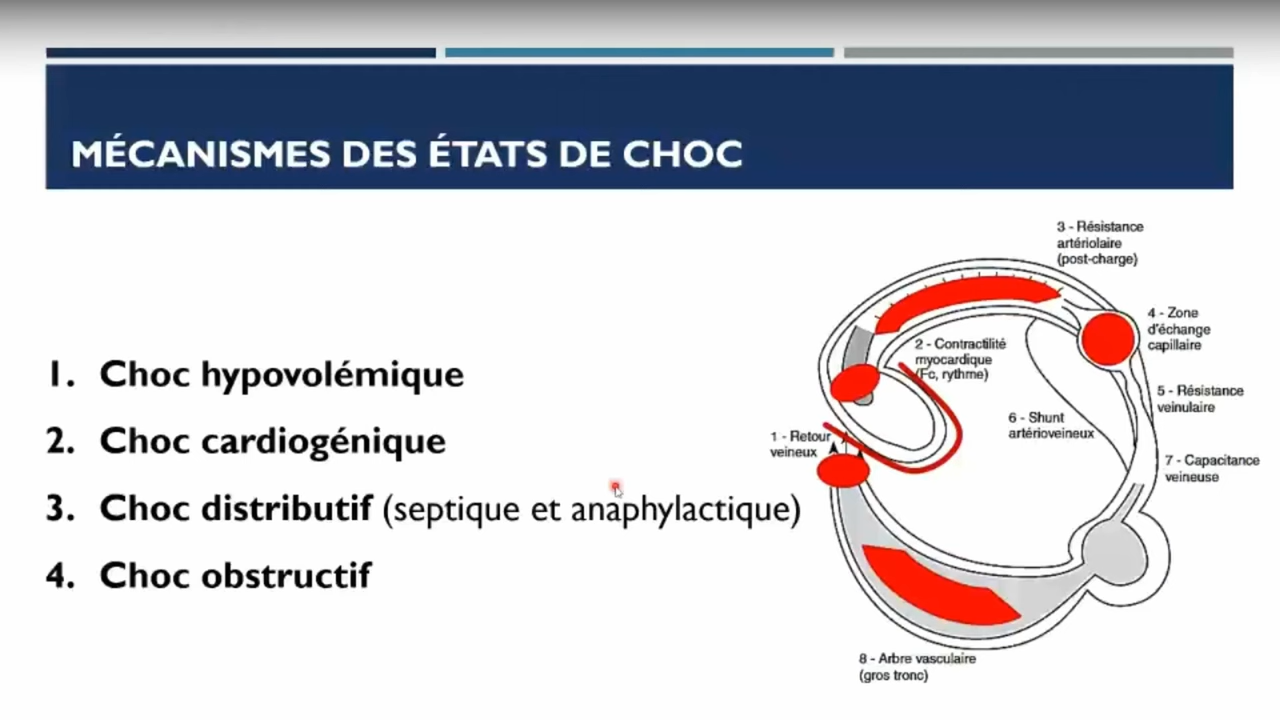 MÉCANISMES DES ÉTATS DE CHOC
1. Choc hypovolémique
2. Choc cardiogénique
3. Choc distributif (septique et anaphylactique)
4. Choc obstructif
3 - Résistance
artériolaire
(post-charge)
4 - Zone
d'échange
capillaire
2 - Contractilité
myocardique
(Fc, rythme)
5 - Résistance
veinulaire
6 - Shunt
artérioveineux
1 - Retour
veineux
7 - Capacitance
veineuse
8 - Arbre vasculaire
(gros tronc)